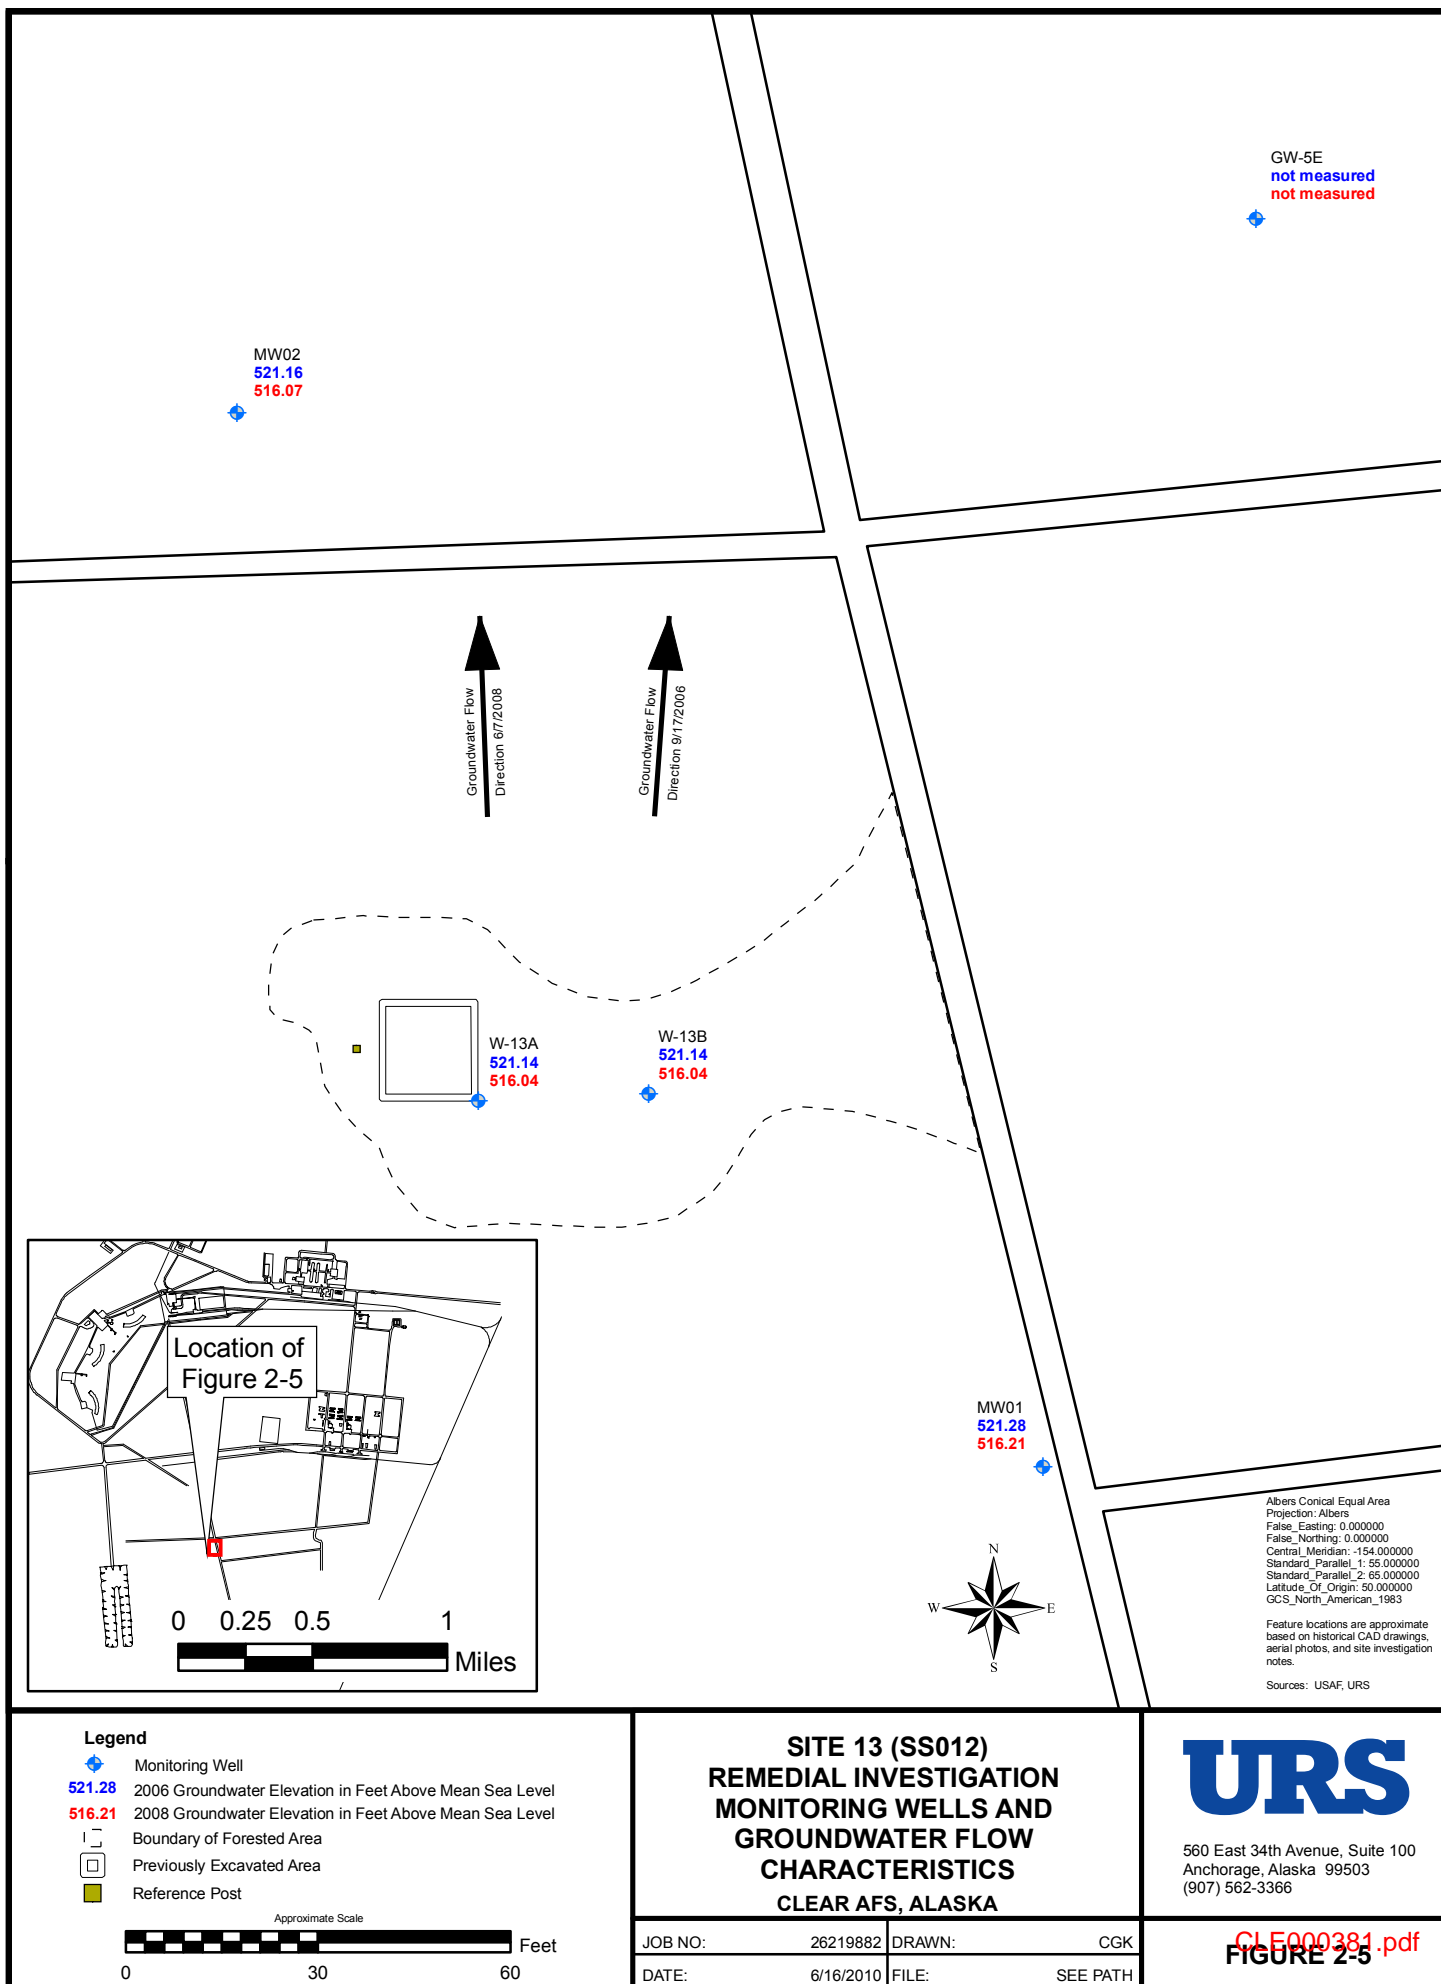 GW-5E
not measured
not measured
MW02
521.16
516.07
Groundwater Flow
Direction 6/7/2008
Groundwater Flow
Direction 9/17/2006
W-13A
521.14
516.04
W-13B
521.14
516.04
MW01
521.28
516.21
Location of
Figure 2-5
0 0.25 0.5 1
Miles
N
W E
S
Albers Conical Equal Area
Projection: Albers
False_Easting: 0.000000
False_Northing: 0.000000
Central_Meridian: -154.000000
Standard_Parallel_1: 55.000000
Standard_Parallel_2: 65.000000
Latitude_Of_Origin: 50.000000
GCS_North_American_1983
Feature locations are approximate
based on historical CAD drawings,
aerial photos, and site investigation
notes.
Sources: USAF, URS
Legend
Monitoring Well
521.28 2006 Groundwater Elevation in Feet Above Mean Sea Level
516.21 2008 Groundwater Elevation in Feet Above Mean Sea Level
Boundary of Forested Area
Previously Excavated Area
Reference Post
Approximate Scale
Feet
0 30 60
SITE 13 (SS012)
REMEDIAL INVESTIGATION
MONITORING WELLS AND
GROUNDWATER FLOW
CHARACTERISTICS
CLEAR AFS, ALASKA
JOB NO: 26219882 DRAWN: CGK
DATE: 6/16/2010 FILE: SEE PATH
URS
560 East 34th Avenue, Suite 100
Anchorage, Alaska 99503
(907) 562-3366
CLE000381.pdf
FIGURE 2-5